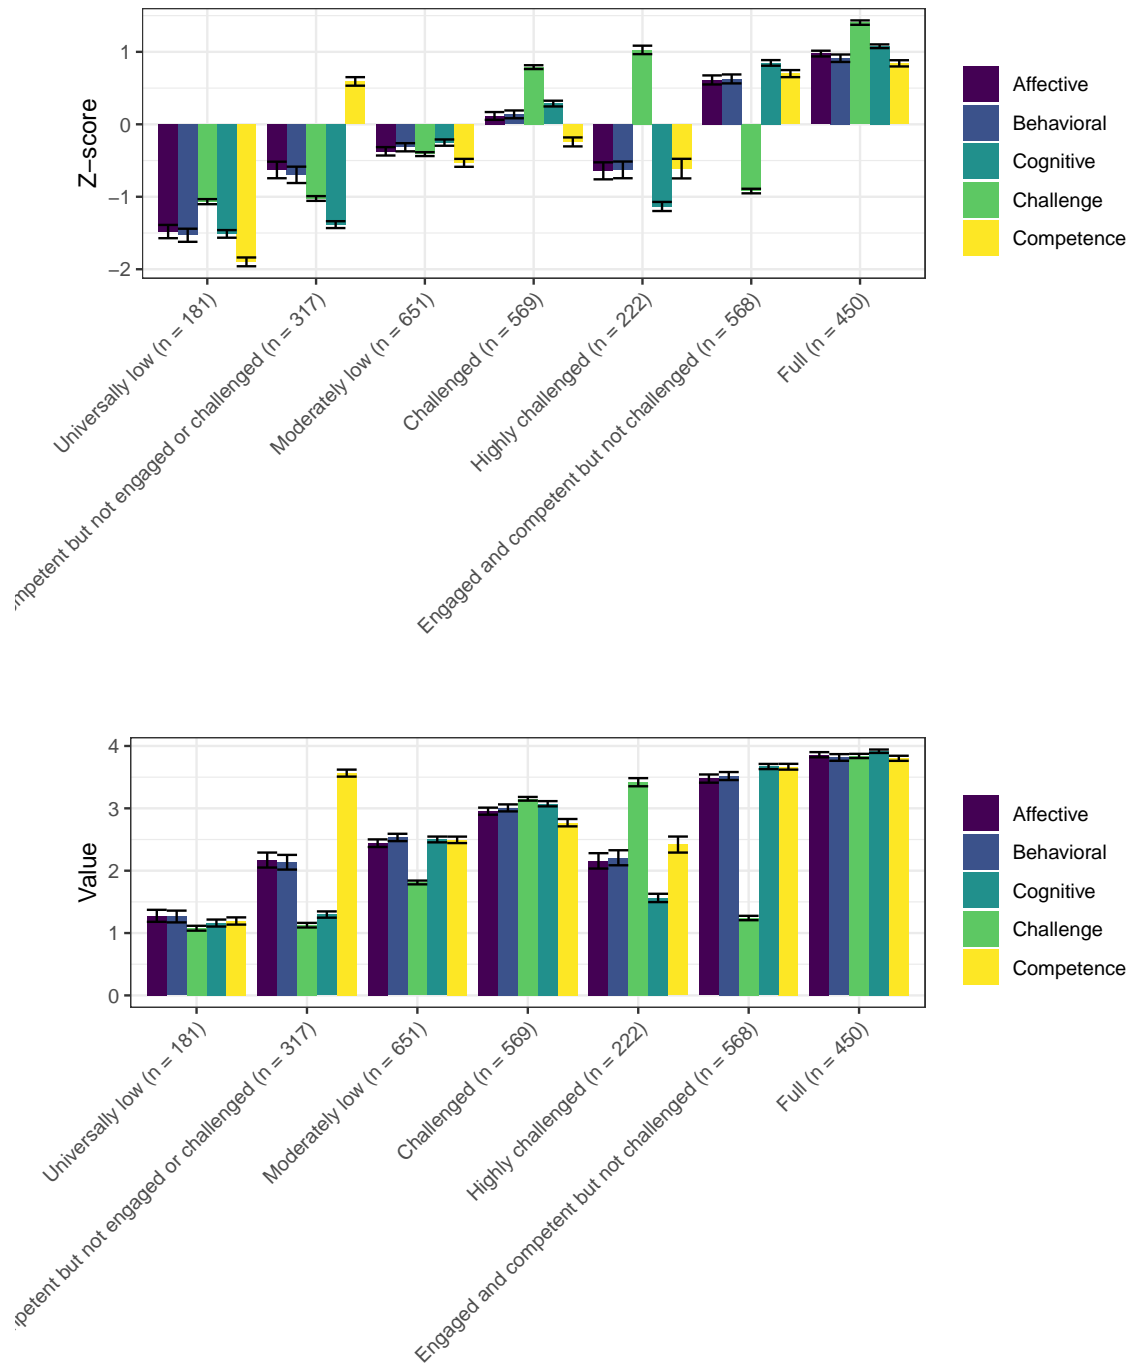 Z−score
1
0
−1
−2
Universally low (n = 181)
but not engaged or challenged (n = 317)
Moderately low (n = 651)
Challenged (n = 569)
Highly challenged (n = 222)
Engaged and competent but not challenged (n = 568)
Full (n = 450)
Affective
Behavioral
Cognitive
Challenge
Competence
Value
4
3
2
1
0
Universally low (n = 181)
but not engaged or challenged (n = 317)
Moderately low (n = 651)
Challenged (n = 569)
Highly challenged (n = 222)
Engaged and competent but not challenged (n = 568)
Full (n = 450)
Affective
Behavioral
Cognitive
Challenge
Competence